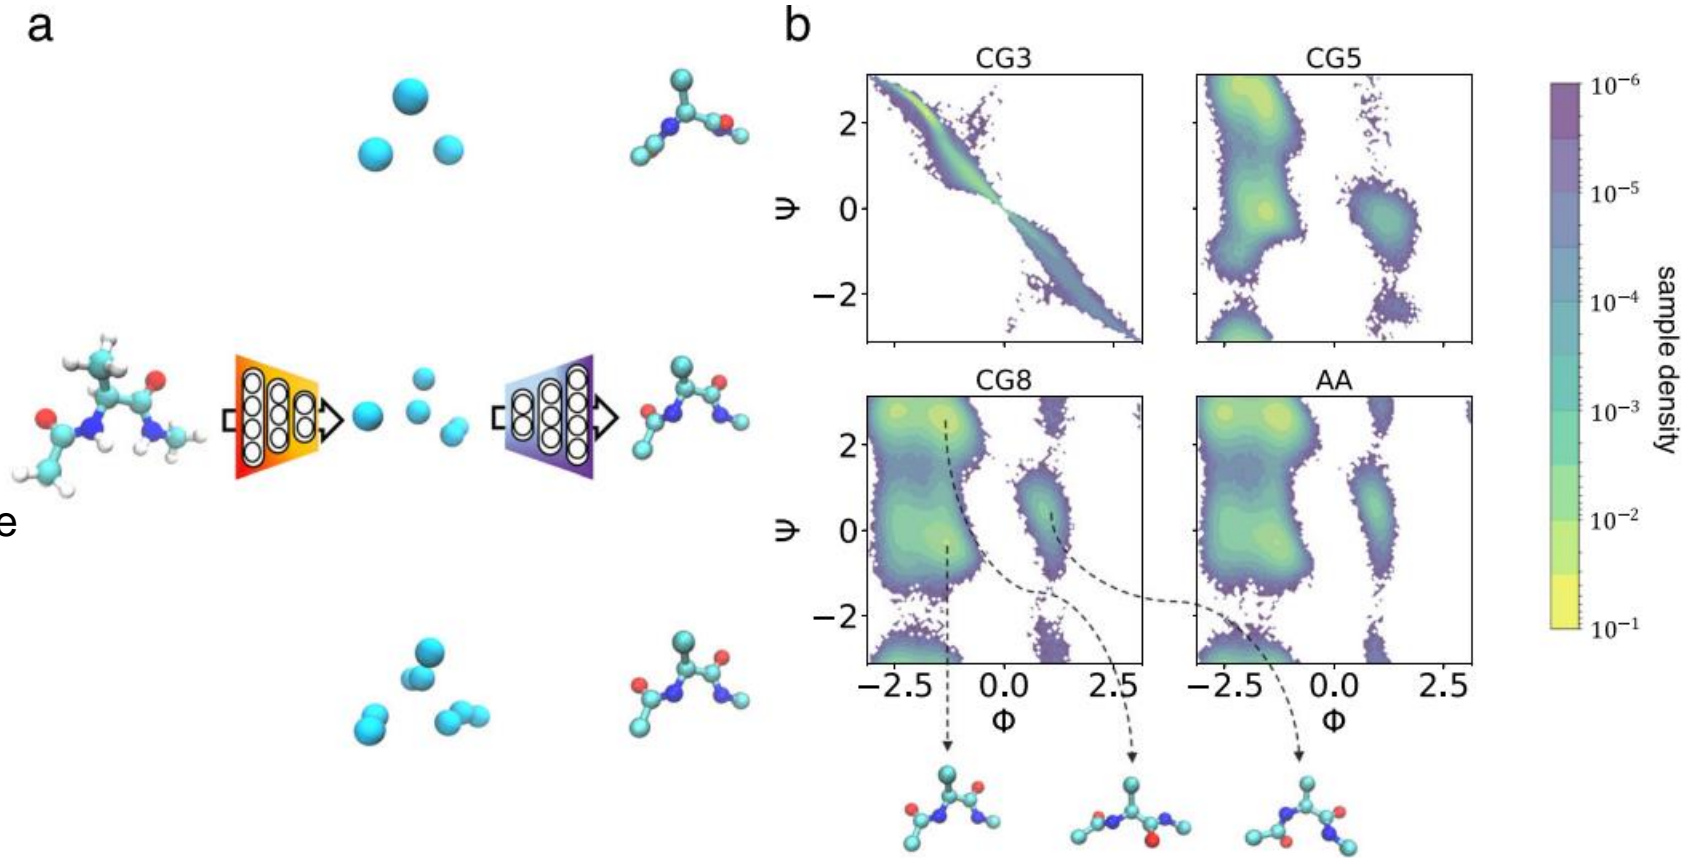 a
b
CG3
CG5
Ψ
2
0
−2
10⁻⁶
10⁻⁵
10⁻⁴
10⁻³
10⁻²
10⁻¹
sample density
e
CG8
AA
Ψ
2
0
−2
−2.5 0.0 2.5
−2.5 0.0 2.5
Φ
Φ